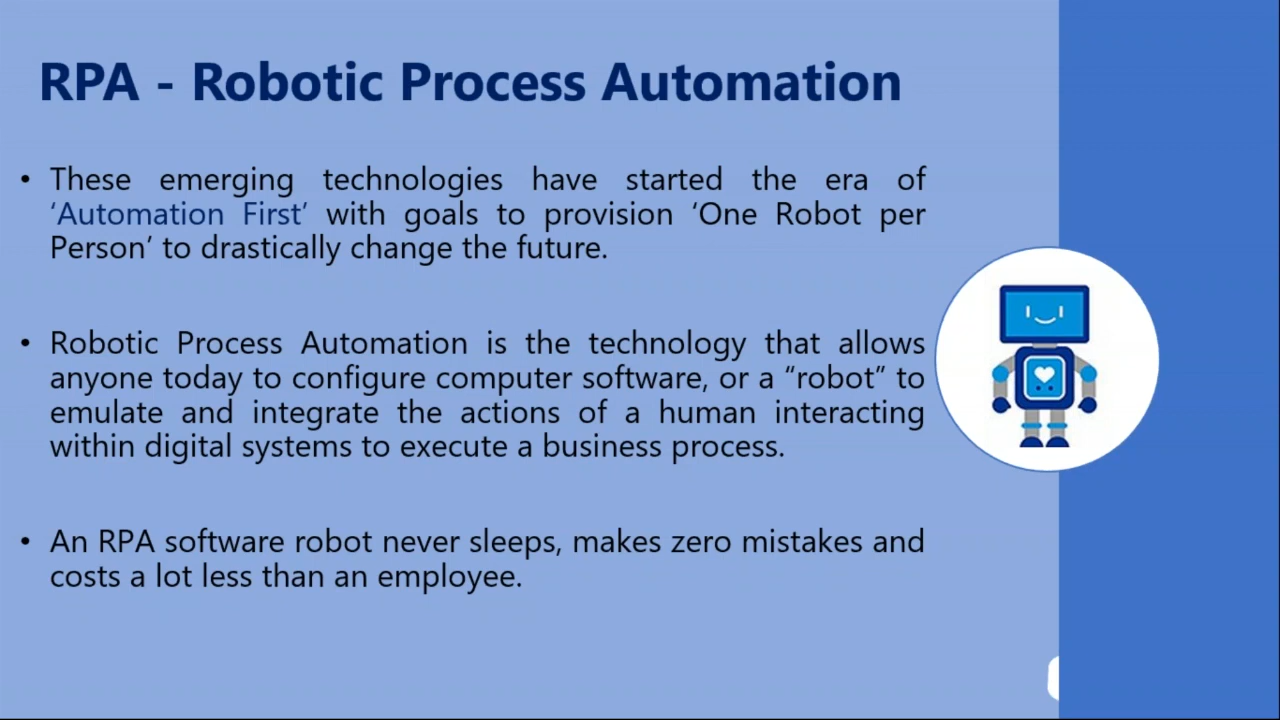 RPA - Robotic Process Automation
• These emerging technologies have started the era of
‘Automation First’ with goals to provision ‘One Robot per
Person’ to drastically change the future.
• Robotic Process Automation is the technology that allows
anyone today to configure computer software, or a “robot” to
emulate and integrate the actions of a human interacting
within digital systems to execute a business process.
• An RPA software robot never sleeps, makes zero mistakes and
costs a lot less than an employee.